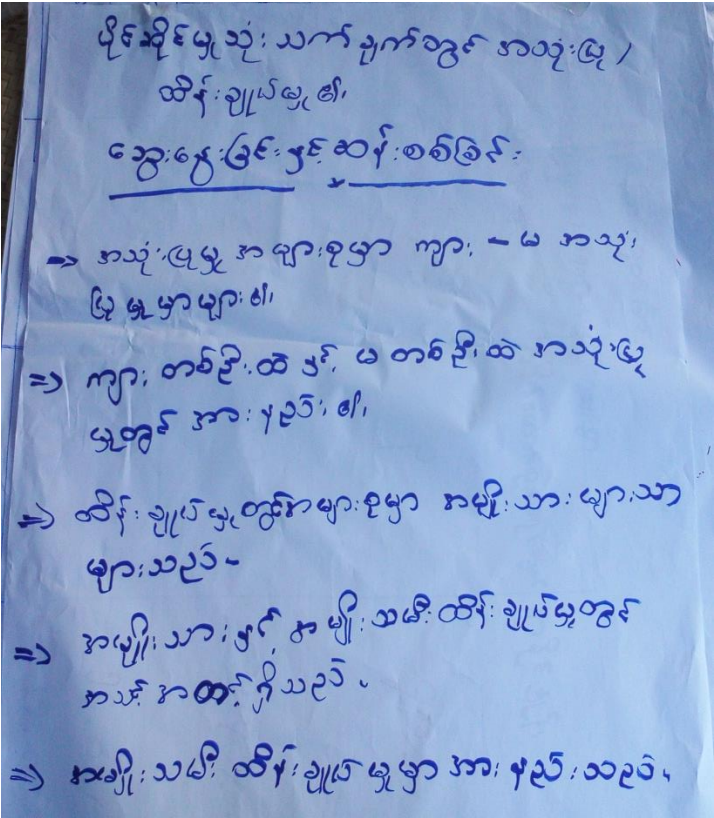 ပိုင်ဆိုင်မှုသုံးသက်ချက်တွင် အသုံးပြု/
ထိန်းချုပ်မှု၏
ဆွေးနွေးခြင်းနှင့် ဆန်းစစ်ခြင်း
⇒ အသုံးပြုမှု အများစုမှာ ကျား - မ အသုံး
ပြုမှုမှာများ၏၊
⇒ ကျား တစ်ဦးထဲ နှင့် မ တစ်ဦးထဲ အသုံးပြု
မှုတွင် အားနည်း၏၊
⇒ ထိန်းချုပ်မှုတွင်အများစုမှာ အမျိုးသားများသာ
များသည်-
⇒ အမျိုးသားနှင့် အမျိုးသမီးထိန်းချုပ်မှုတွင်
အသင့်အတင့်ရှိသည်။
⇒ အမျိုးသမီး ထိန်းချုပ်မှုမှာ အားနည်းသည်။